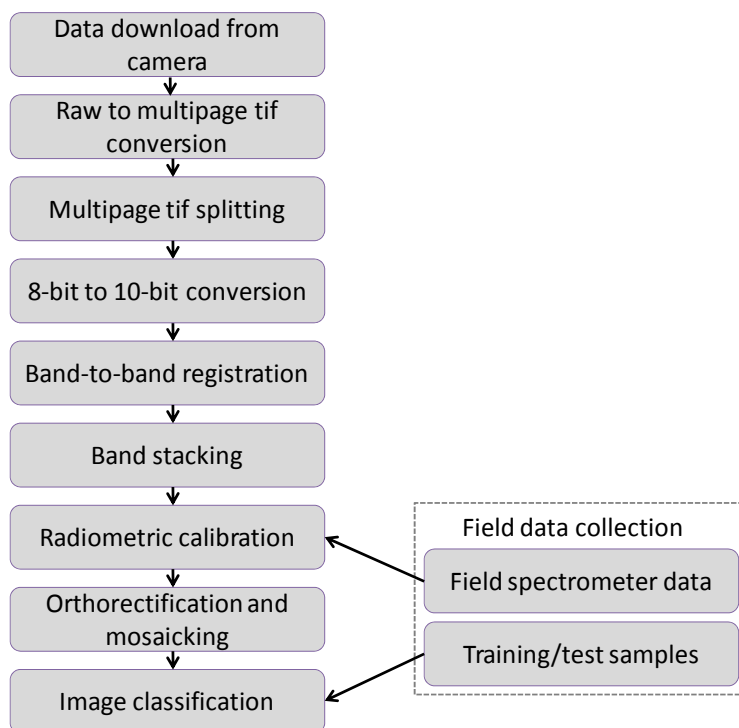 Data download from
camera
Raw to multipage tif
conversion
Multipage tif splitting
8-bit to 10-bit conversion
Band-to-band registration
Band stacking
Radiometric calibration
Orthorectification and
mosaicking
Image classification
Field data collection
Field spectrometer data
Training/test samples